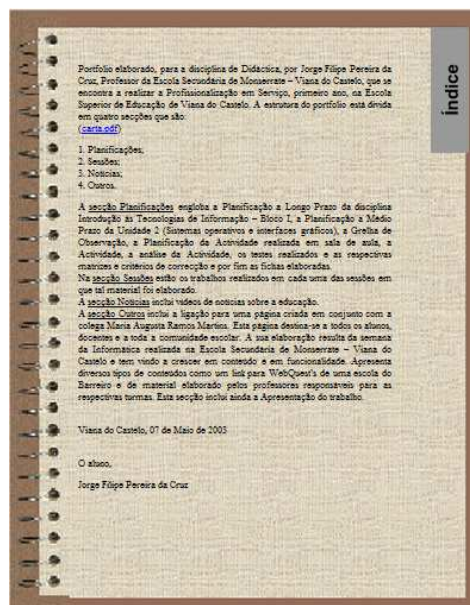 Índice
Portfolio elaborado, para a disciplina de Didáctica, por Jorge Filipe Pereira da
Cruz, Professor da Escola Secundária de Monserrate – Viana do Castelo, que se
encontra a realizar a Profissionalização em Serviço, primeiro ano, na Escola
Superior de Educação de Viana do Castelo. A estrutura do portfolio está divida
em quatro secções que são:
(carta.pdf)
1. Planificações;
2. Sessões;
3. Noticias;
4. Outros.
A secção Planificações engloba a Planificação a Longo Prazo da disciplina
Introdução às Tecnologias de Informação – Bloco I, a Planificação a Médio
Prazo da Unidade 2 (Sistemas operativos e interfaces gráficos), a Grelha de
Observação, a Planificação da Actividade realizada em sala de aula, a
Actividade, a análise da Actividade, os testes realizados e as respectivas
matrizes e critérios de correcção e por fim as fichas elaboradas.
Na secção Sessões estão os trabalhos realizados em cada uma das sessões em
que tal material foi elaborado.
A secção Noticias inclui videos de noticias sobre a educação.
A secção Outros inclui a ligação para uma página criada em conjunto com a
colega Maria Augusta Ramos Martins. Esta página destina-se a todos os alunos,
docentes e a toda a comunidade escolar. A sua elaboração resulta da semana
da Informática realizada na Escola Secundária de Monserrate – Viana do
Castelo e tem vindo a crescer em conteúdo e em funcionalidade. Apresenta
diversos tipos de conteúdos como um link para WebQuest's de uma escola do
Barreiro e de material elaborado pelos professores responsáveis para as
respectivas turmas. Esta secção inclui ainda a Apresentação do trabalho.
Viana do Castelo, 07 de Maio de 2003
O aluno,
Jorge Filipe Pereira da Cruz